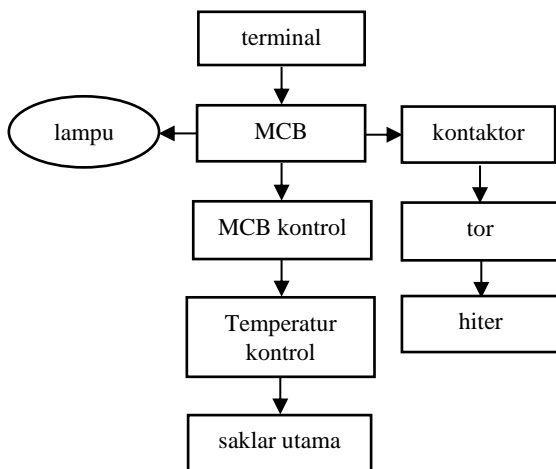 terminal
lampu
MCB
kontaktor
MCB kontrol
tor
Temperatur
kontrol
hiter
saklar utama